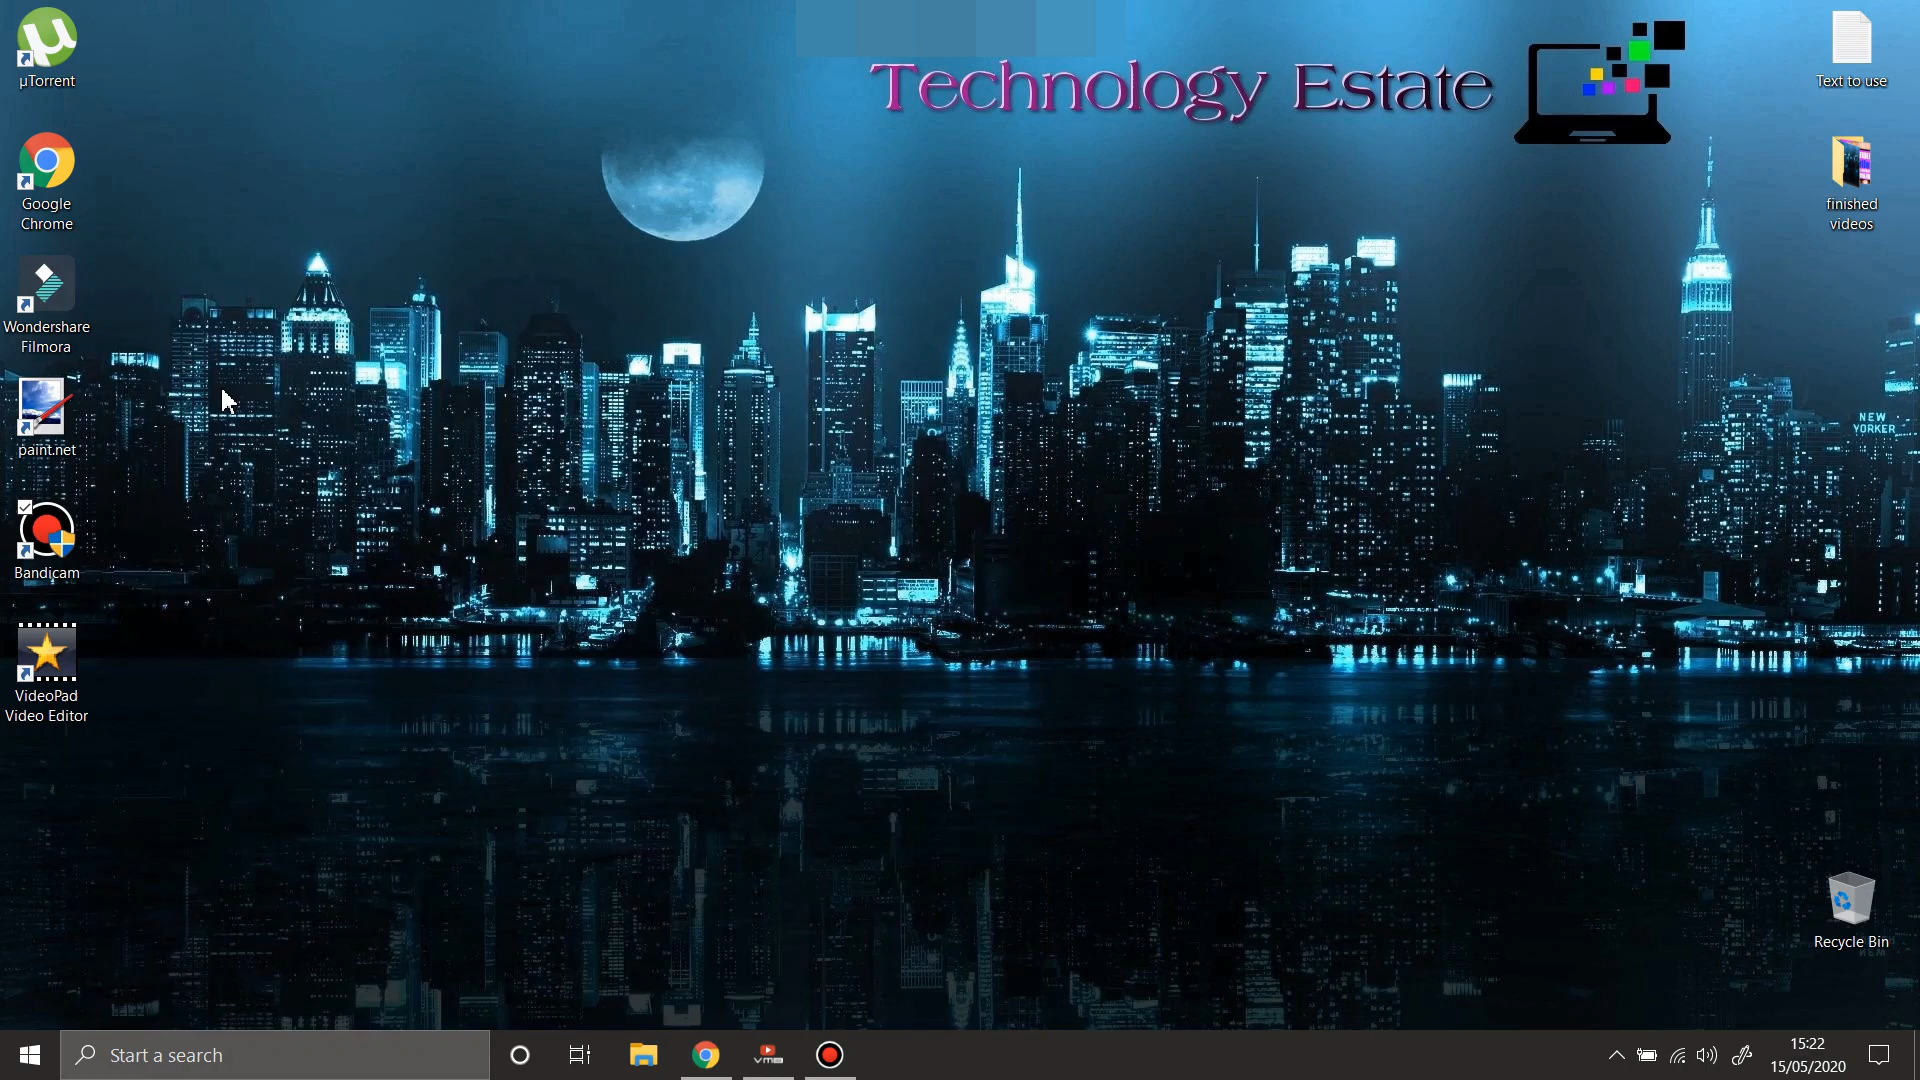 µTorrent
Google
Chrome
Wondershare
Filmora
paint.net
Bandicam
VideoPad
Video Editor
Technology Estate
Text to use
finished
videos
NEW
YORKER
Recycle Bin
Start a search
15:22
15/05/2020